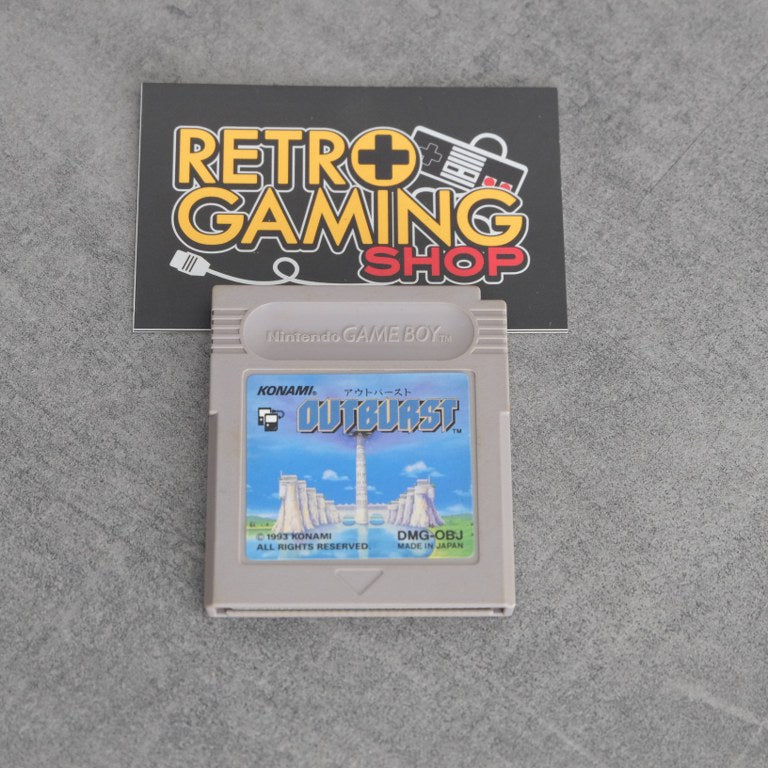 RETRO
GAMING
SHOP
Nintendo GAME BOY™
KONAMI®
アウトバースト
OUTBURST™
© 1993 KONAMI
ALL RIGHTS RESERVED.
DMG-OBJ
MADE IN JAPAN